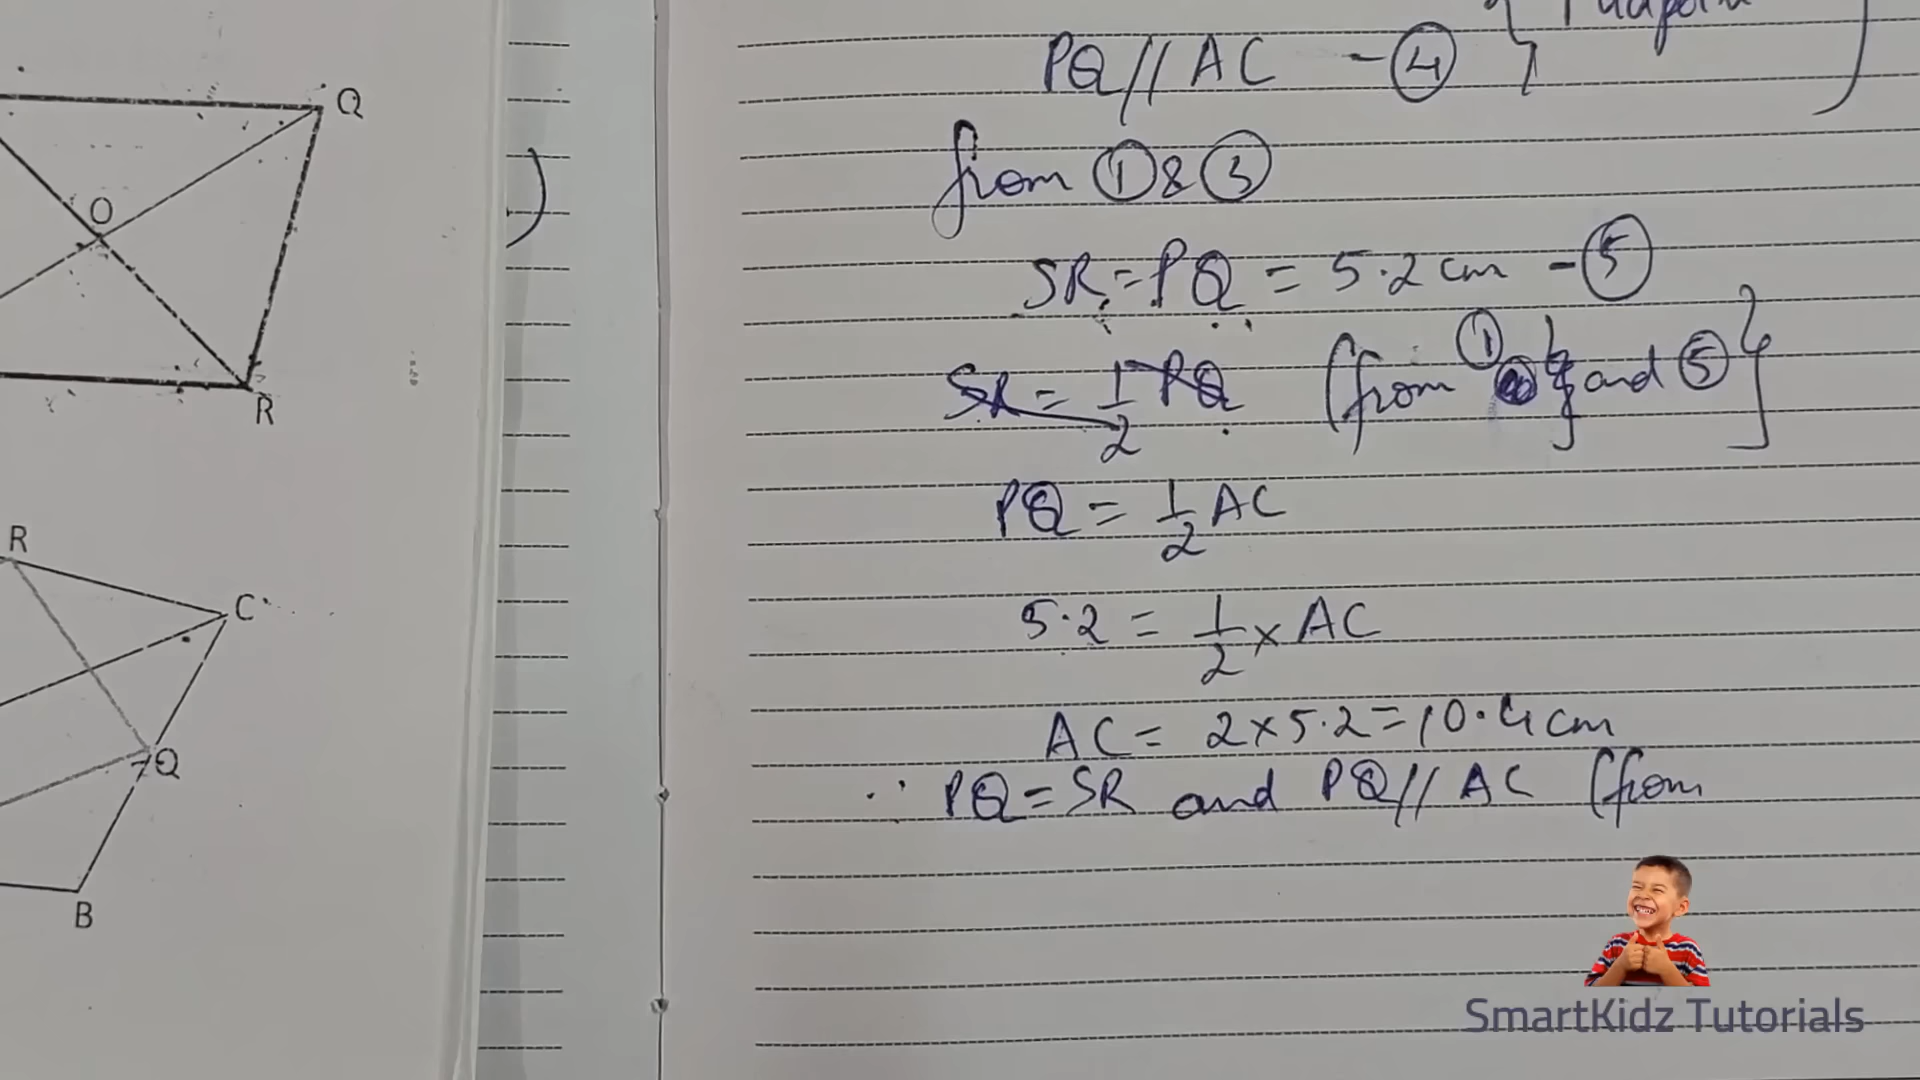 Q
O
R
R
C
Q
B
PQ // AC - ④
from ① & ③
SR = PQ = 5.2 cm - ⑤
SR = 1/2 PQ (from ① } and ⑤ }
PQ = 1/2 AC
5.2 = 1/2 × AC
AC = 2 × 5.2 = 10.4 cm
∴ PQ = SR and PQ // AC (from
SmartKidz Tutorials